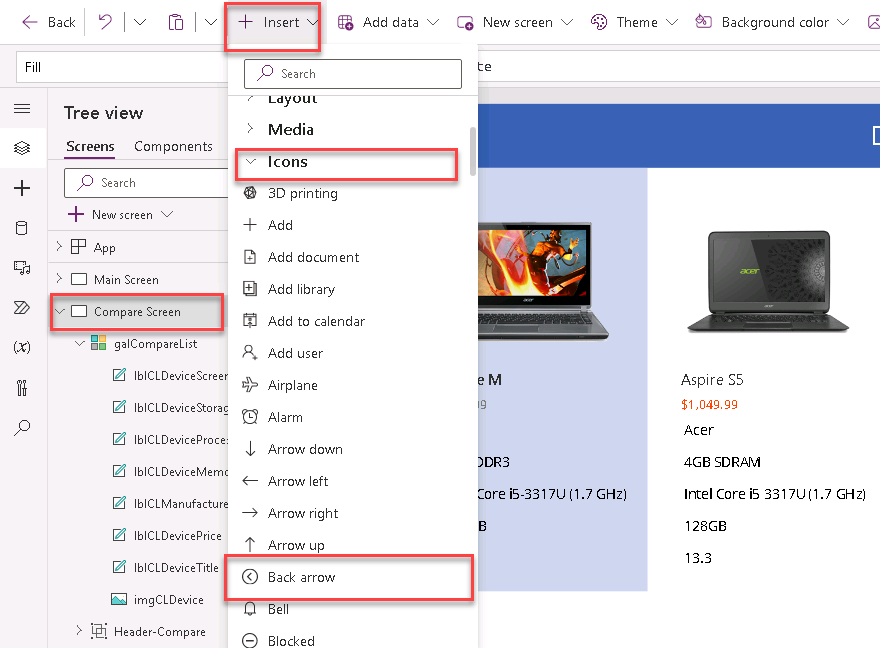 Back
Insert
Add data
New screen
Theme
Background color
Fill
Search
Tree view
Screens
Components
Search
New screen
App
Main Screen
Compare Screen
galCompareList
lblCLDeviceScreen
lblCLDeviceStorag
lblCLDeviceProces
lblCLDeviceMemo
lblCLManufacture
lblCLDevicePrice
lblCLDeviceTitle
imgCLDevice
Header-Compare
Layout
Media
Icons
3D printing
Add
Add document
Add library
Add to calendar
Add user
Airplane
Alarm
Arrow down
Arrow left
Arrow right
Arrow up
Back arrow
Bell
Blocked
e M
DDR3
Core i5-3317U (1.7 GHz)
acer
Aspire S5
$1,049.99
Acer
4GB SDRAM
Intel Core i5 3317U (1.7 GHz)
128GB
13.3